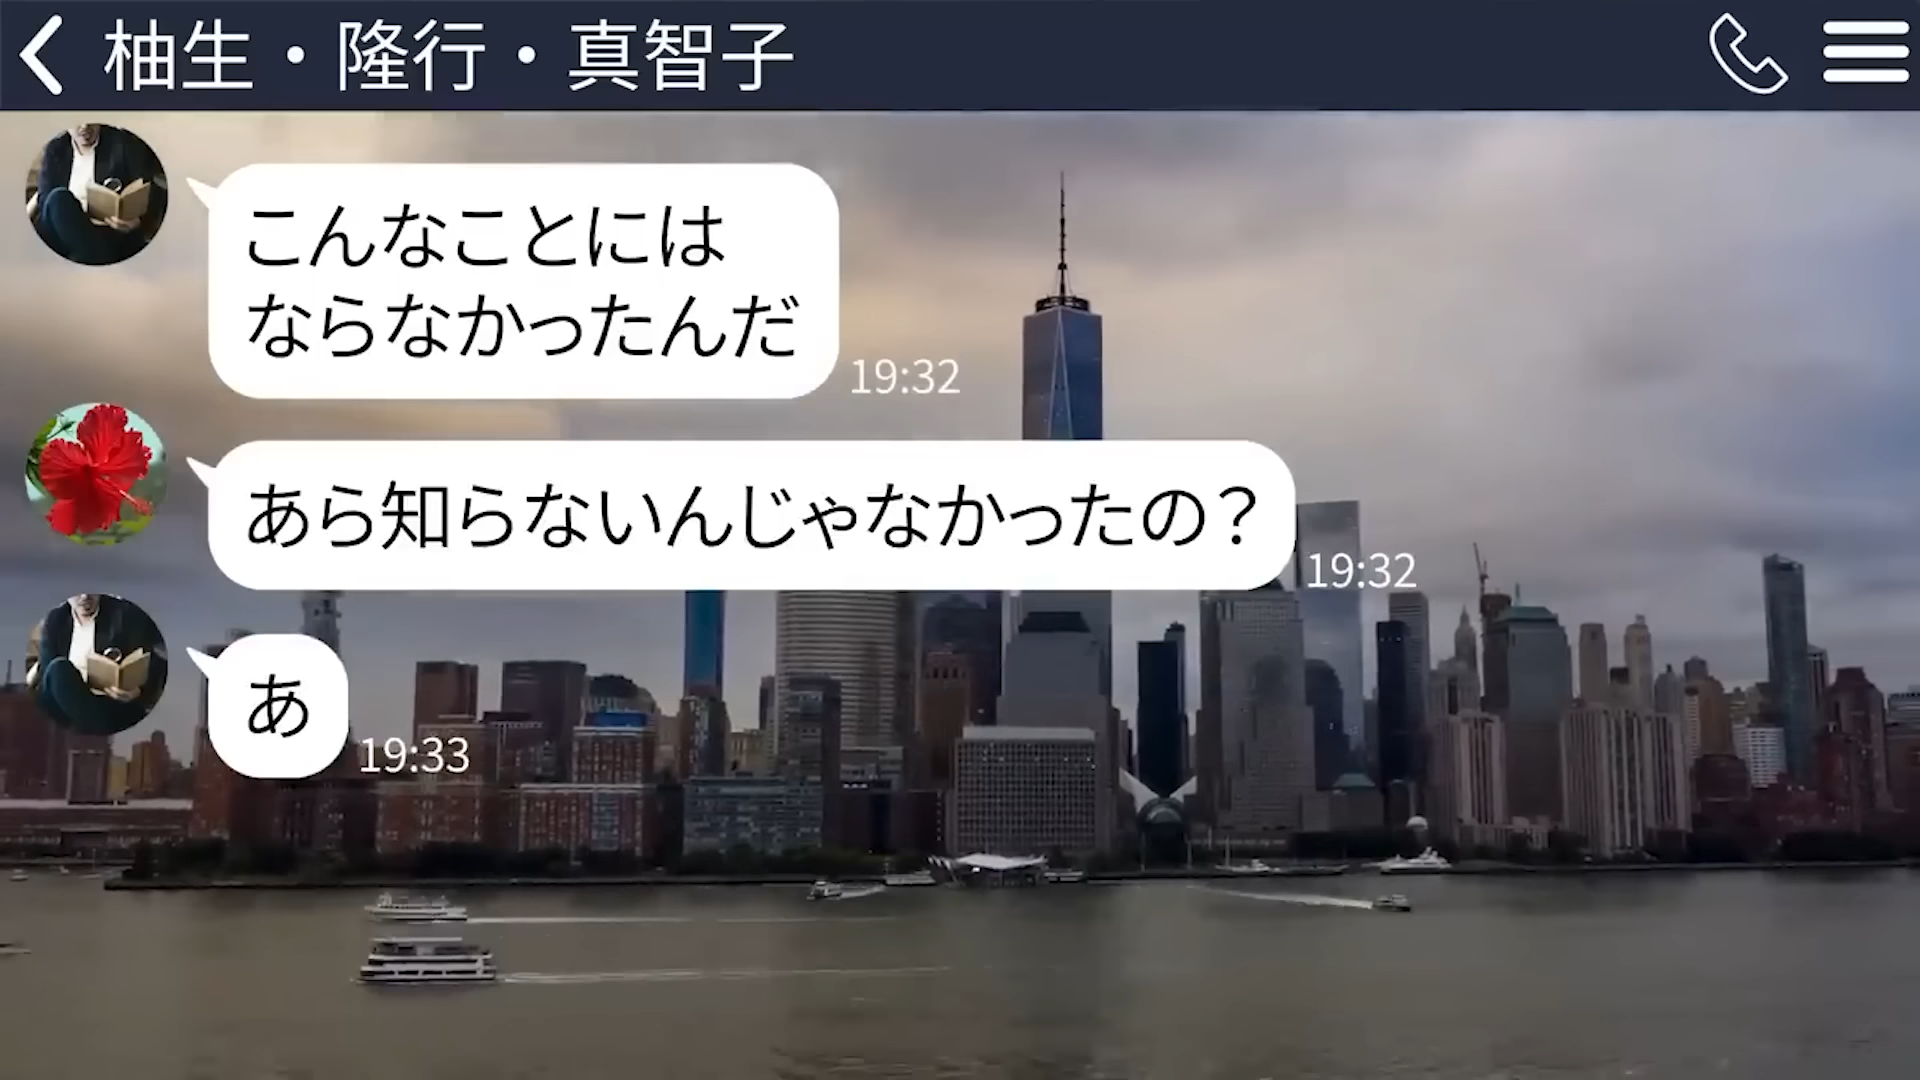 柚生・隆行・真智子
こんなことには
ならなかったんだ
19:32
あら知らないんじゃなかったの？
19:32
あ
19:33